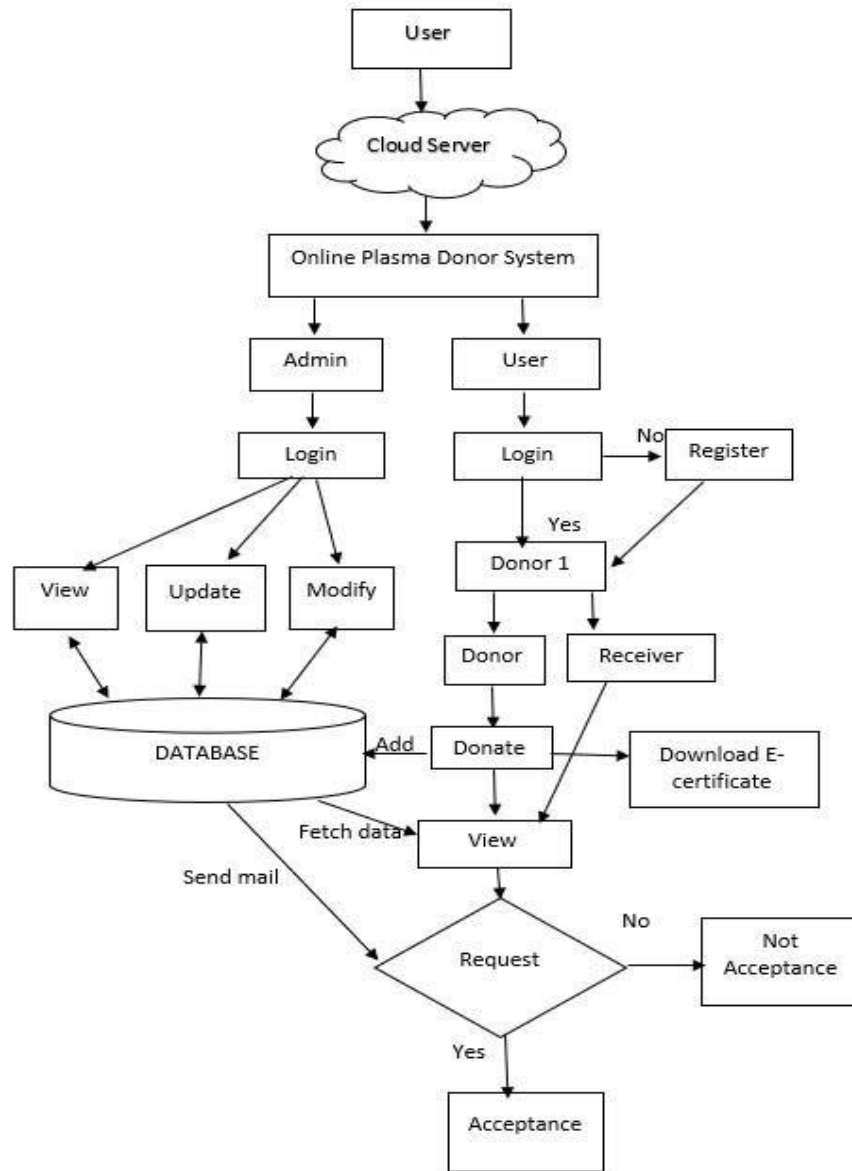 User
Cloud Server
Online Plasma Donor System
Admin
User
Login
Login
No
Register
Yes
View
Update
Modify
Donor 1
Donor
Receiver
DATABASE
Add
Donate
Download E-
certificate
Fetch data
View
Send mail
Request
No
Not
Acceptance
Yes
Acceptance